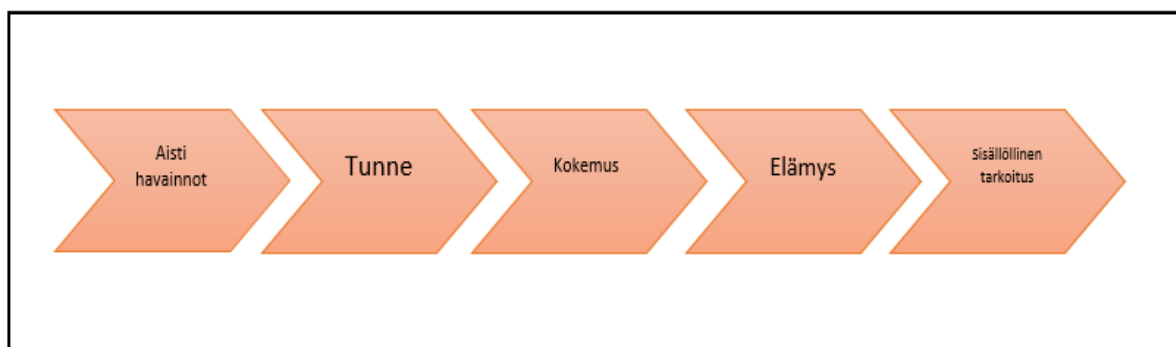 Aisti
havainnot
Tunne
Kokemus
Elämys
Sisällöllinen
tarkoitus